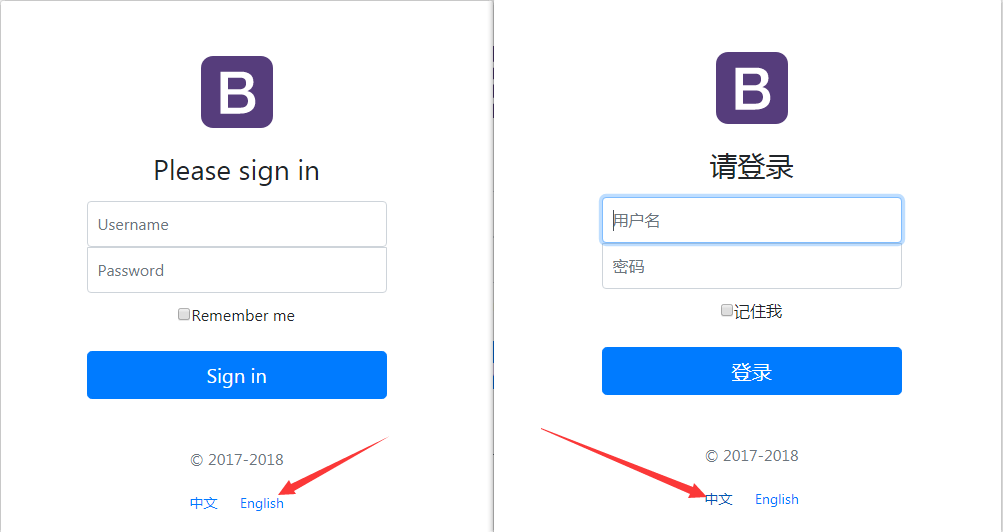 B
Please sign in
Username
Password
Remember me
Sign in
© 2017-2018
中文 English
B
请登录
用户名
密码
记住我
登录
© 2017-2018
中文 English